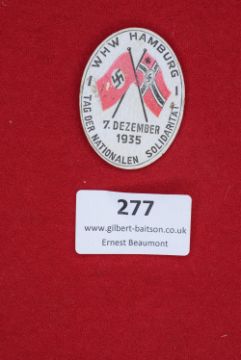 WHW HAMBURG
TAG DER NATIONALEN SOLIDARITÄT
7. DEZEMBER
1935
277
www.gilbert-baitson.co.uk
Ernest Beaumont